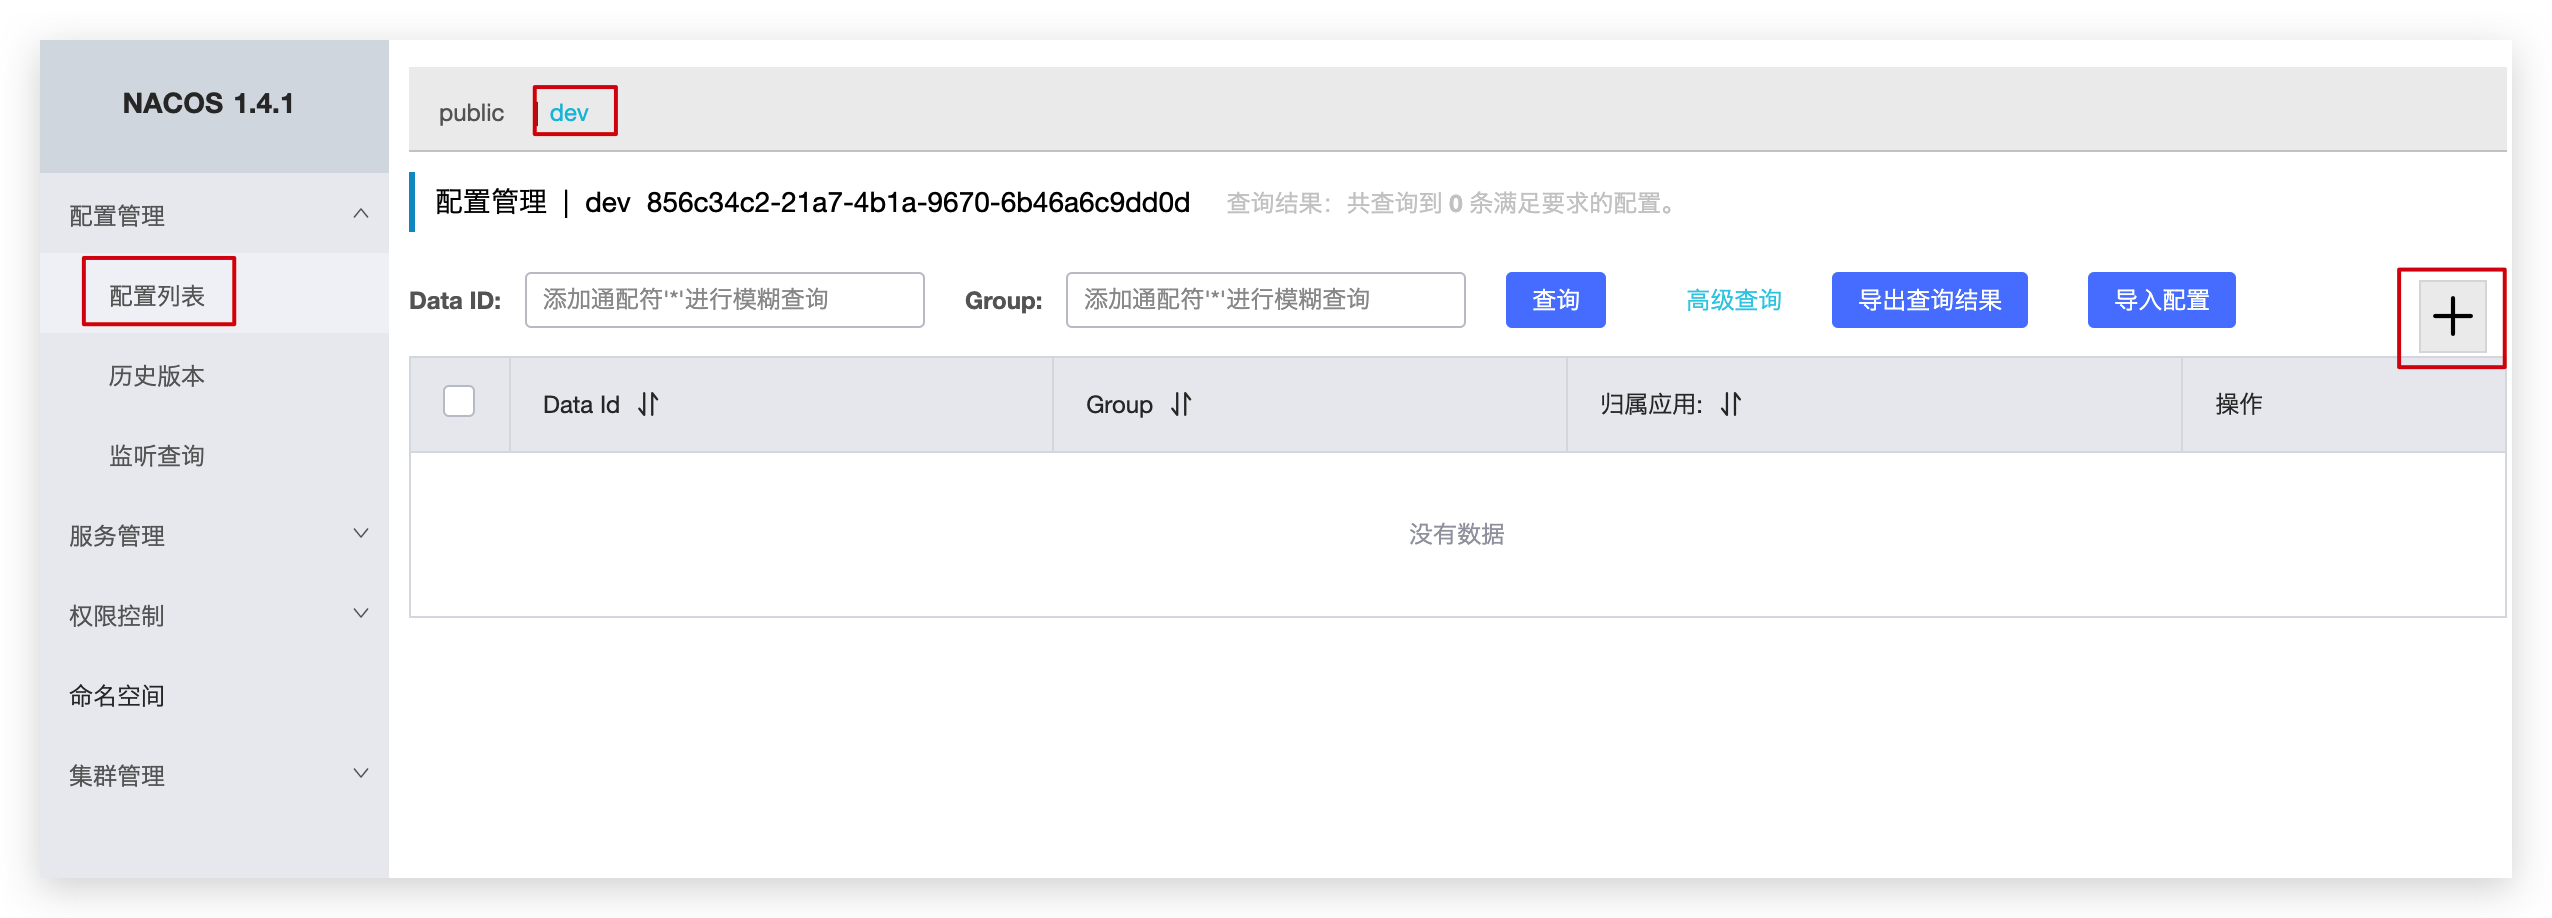 NACOS 1.4.1
配置管理
配置列表
历史版本
监听查询
服务管理
权限控制
命名空间
集群管理
public | dev
配置管理 | dev 856c34c2-21a7-4b1a-9670-6b46a6c9dd0d 查询结果：共查询到 0 条满足要求的配置。
Data ID: 添加通配符'*'进行模糊查询 Group: 添加通配符'*'进行模糊查询 查询 高级查询 导出查询结果 导入配置
Data Id Group 归属应用: 操作
没有数据